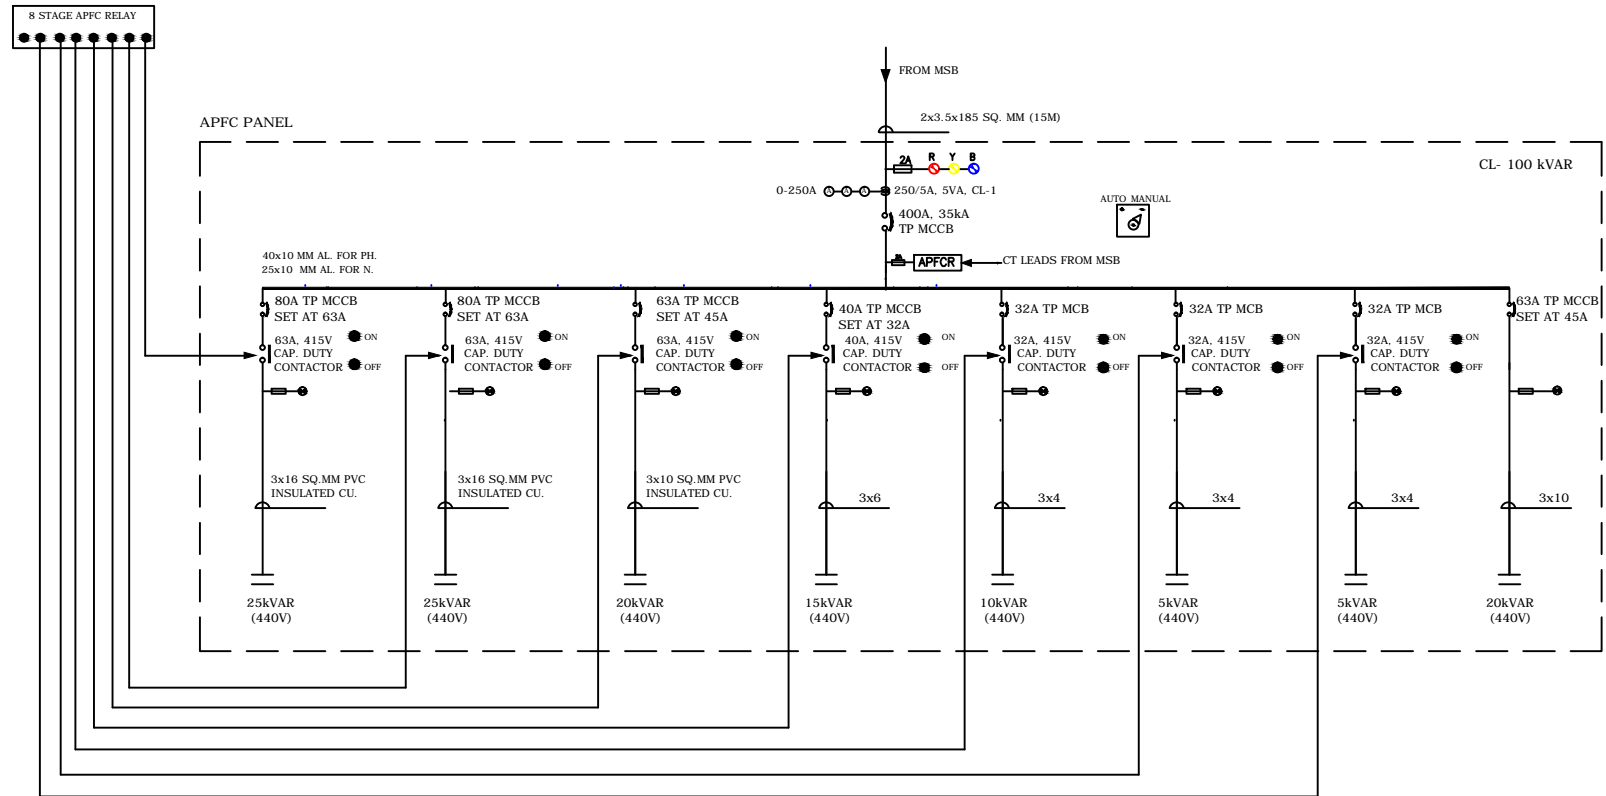 8 STAGE APFC RELAY
FROM MSB
2x3.5x185 SQ. MM (15M)
APFC PANEL
CL- 100 kVAR
2A
R Y B
0-250A
A A A
250/5A, 5VA, CL-1
400A, 35kA
TP MCCB
AUTO MANUAL
APFCR
CT LEADS FROM MSB
40x10 MM AL. FOR PH.
25x10 MM AL. FOR N.
80A TP MCCB
SET AT 63A
63A, 415V
CAP. DUTY
CONTACTOR
ON
OFF
3x16 SQ.MM PVC
INSULATED CU.
25kVAR
(440V)
80A TP MCCB
SET AT 63A
63A, 415V
CAP. DUTY
CONTACTOR
ON
OFF
3x16 SQ.MM PVC
INSULATED CU.
25kVAR
(440V)
63A TP MCCB
SET AT 45A
63A, 415V
CAP. DUTY
CONTACTOR
ON
OFF
3x10 SQ.MM PVC
INSULATED CU.
20kVAR
(440V)
40A TP MCCB
SET AT 32A
40A, 415V
CAP. DUTY
CONTACTOR
ON
OFF
3x6
15kVAR
(440V)
32A TP MCB
32A, 415V
CAP. DUTY
CONTACTOR
ON
OFF
3x4
10kVAR
(440V)
32A TP MCB
32A, 415V
CAP. DUTY
CONTACTOR
ON
OFF
3x4
5kVAR
(440V)
32A TP MCB
32A, 415V
CAP. DUTY
CONTACTOR
ON
OFF
3x4
5kVAR
(440V)
63A TP MCCB
SET AT 45A
3x10
20kVAR
(440V)